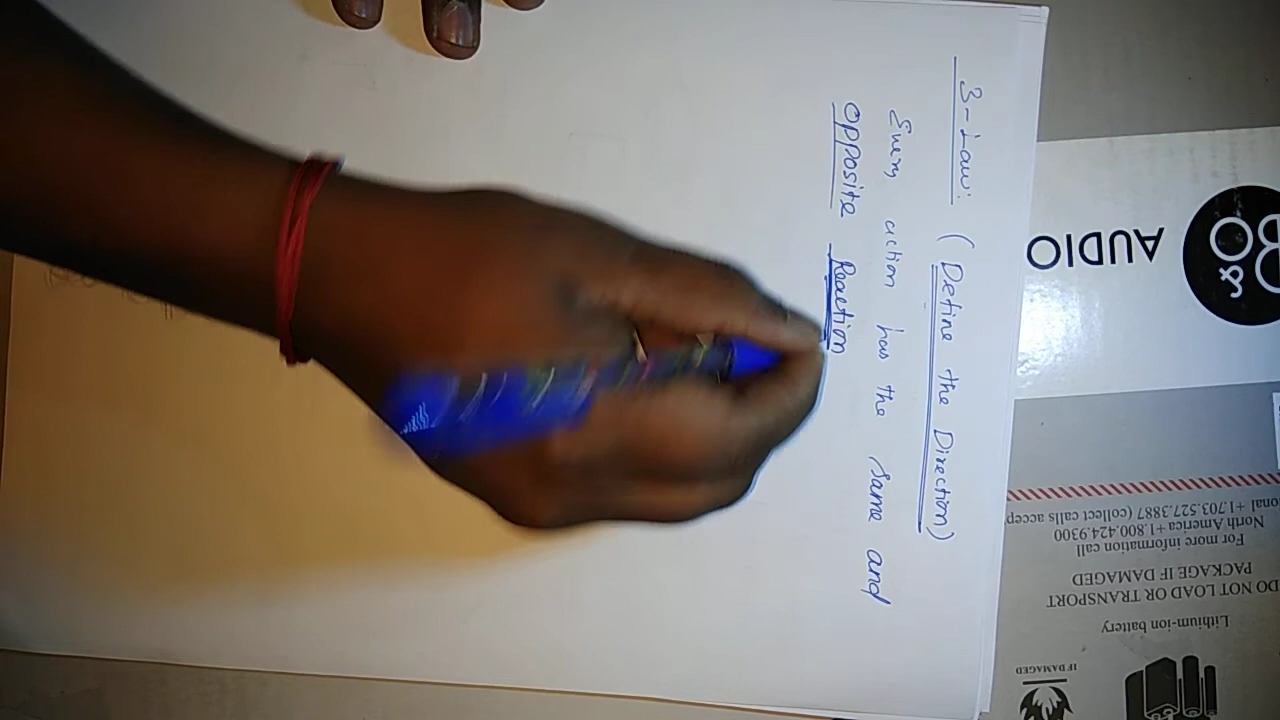 3-Law: (Define the Direction)
Every action has the same and
opposite Reaction
B&O
AUDIO
Lithium-ion battery
DO NOT LOAD OR TRANSPORT
PACKAGE IF DAMAGED
For more information call
North America +1.800.424.9300
onal +1.703.527.3887 (collect calls accep
IF DAMAGED